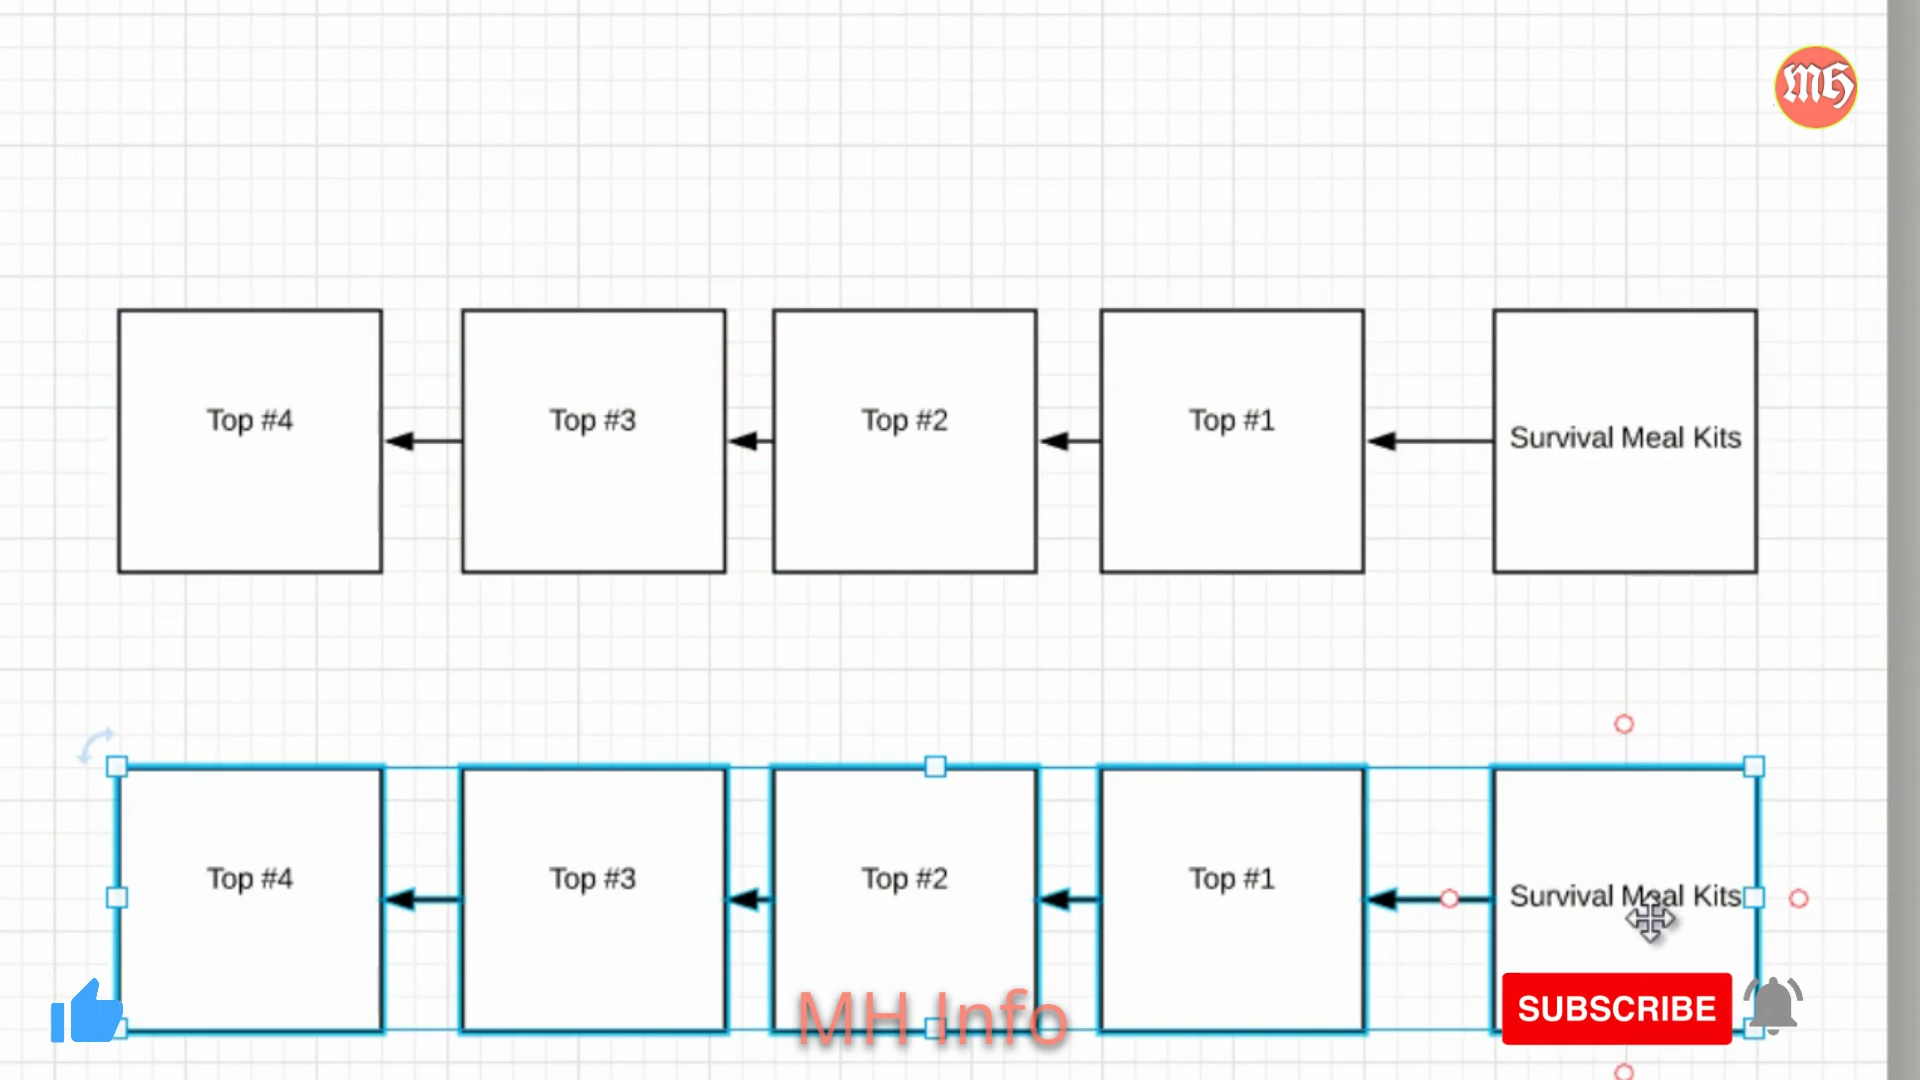 MH
Top #4
Top #3
Top #2
Top #1
Survival Meal Kits
Top #4
Top #3
Top #2
Top #1
Survival Meal Kits
MH Info
SUBSCRIBE